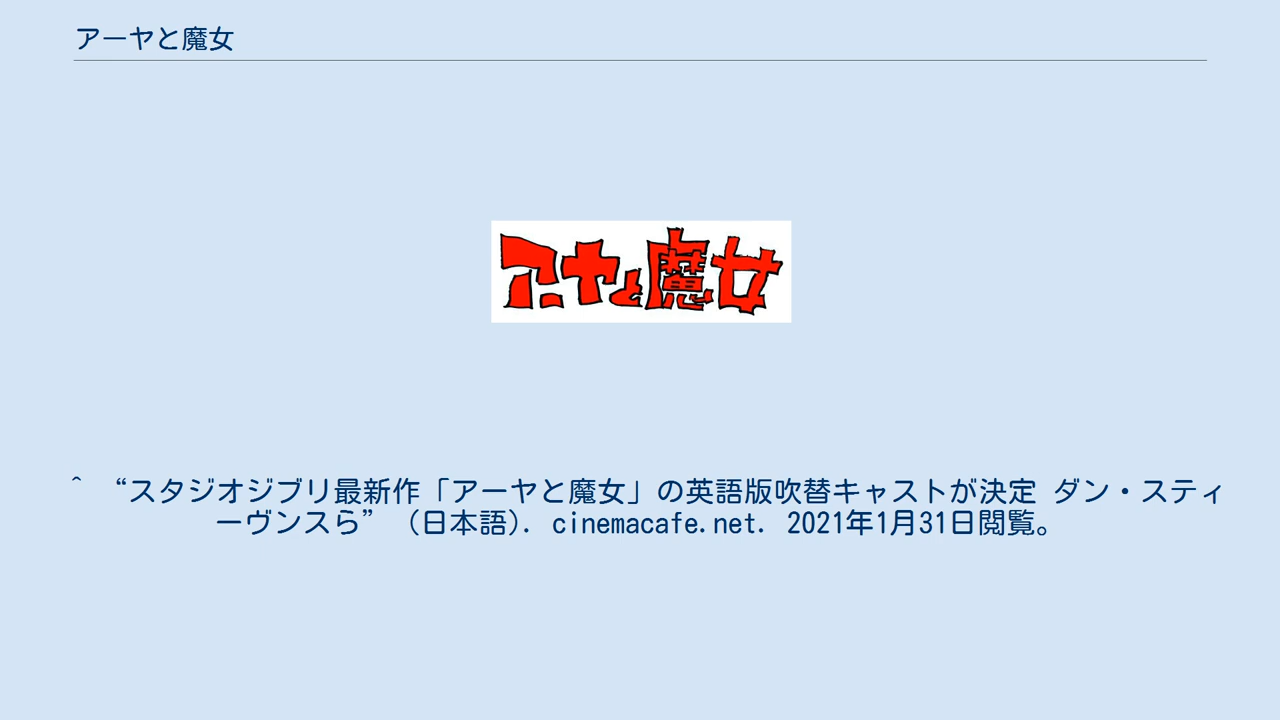 アーヤと魔女
アーヤと魔女
^ “スタジオジブリ最新作「アーヤと魔女」の英語版吹替キャストが決定 ダン・スティ
ーヴンスら” (日本語). cinemacafe.net. 2021年1月31日閲覧。